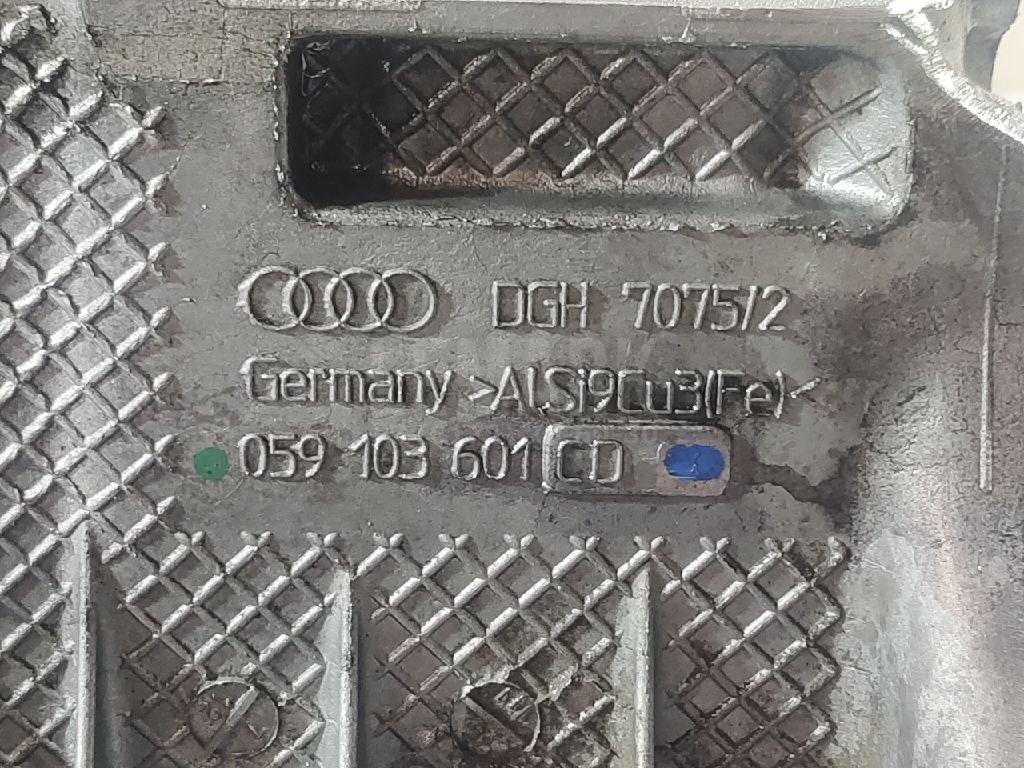 DGH 7075/2
Germany >AlSi9Cu3(Fe)<
059 103 601 CD